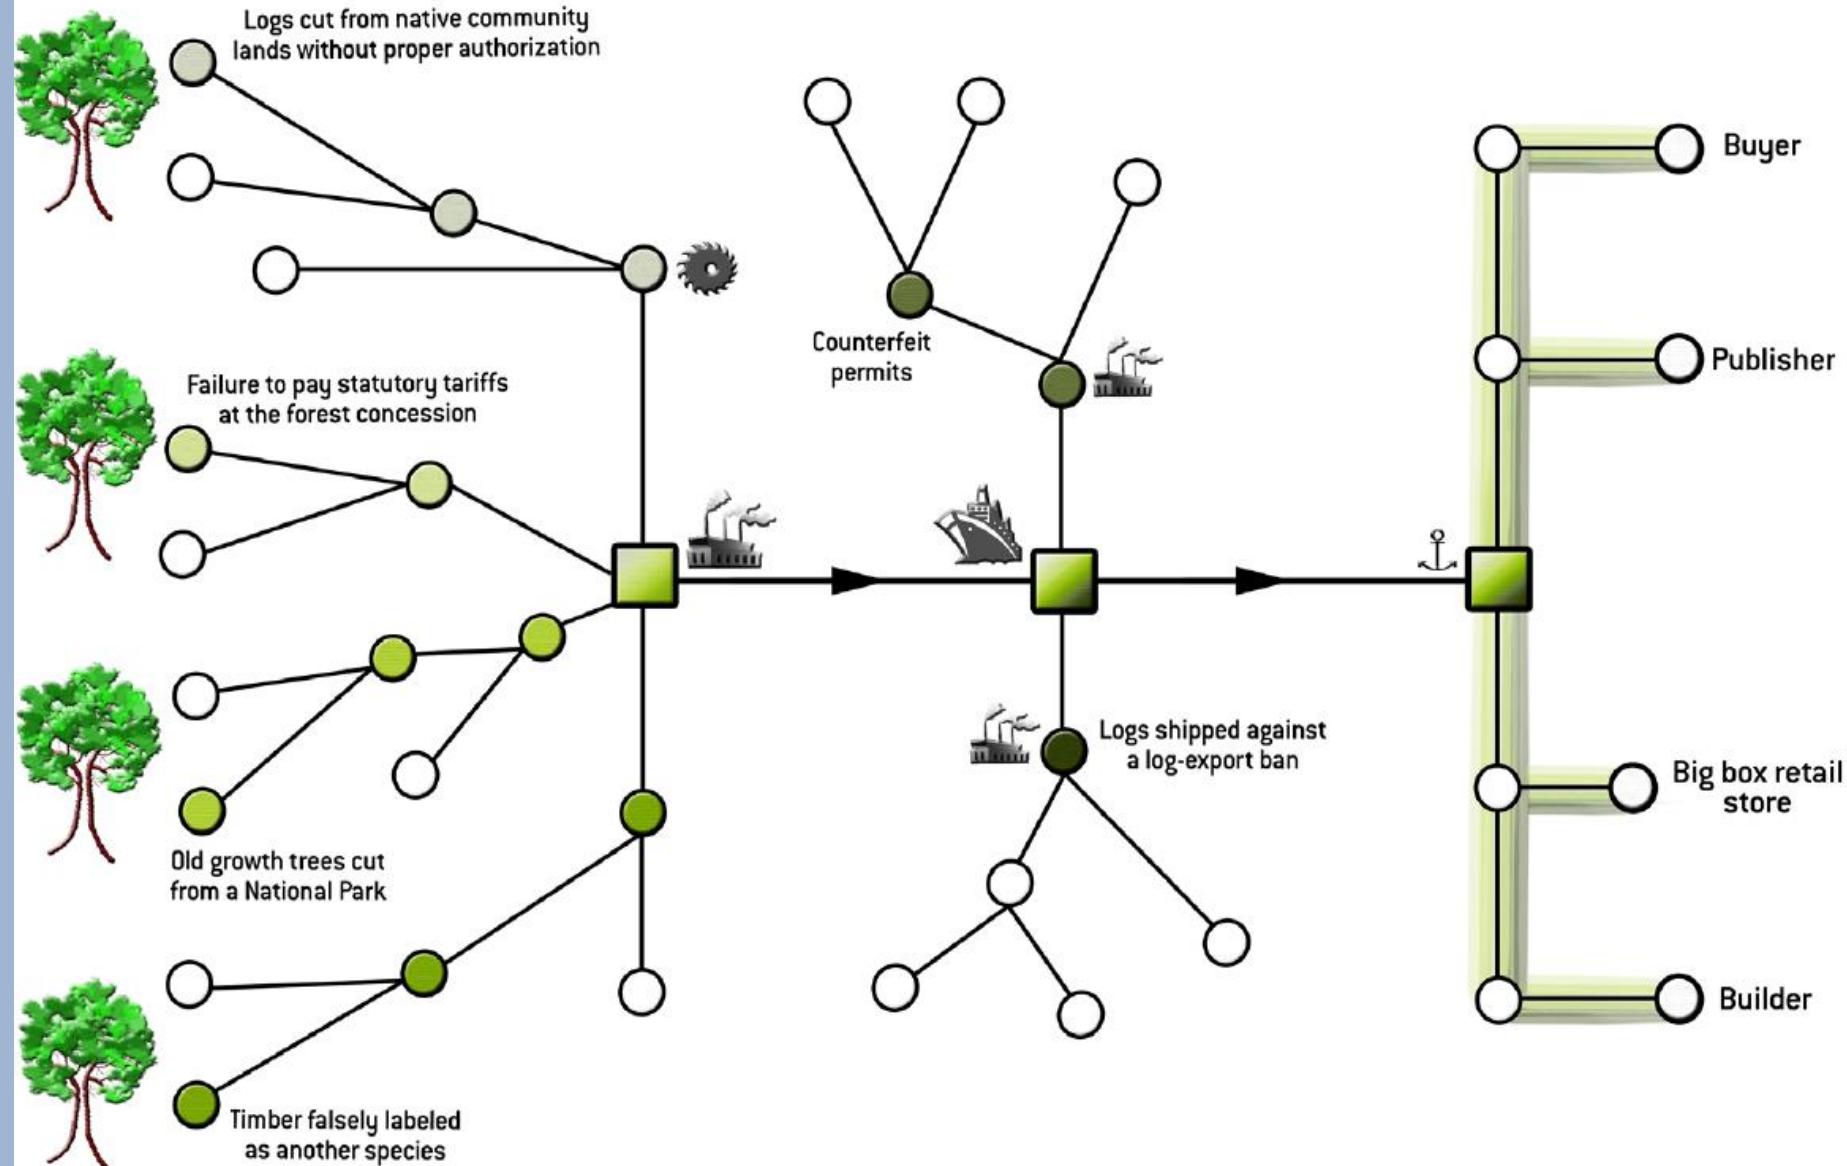 Logs cut from native community
lands without proper authorization
Failure to pay statutory tariffs
at the forest concession
Old growth trees cut
from a National Park
Timber falsely labeled
as another species
Counterfeit
permits
Logs shipped against
a log-export ban
Buyer
Publisher
Big box retail
store
Builder